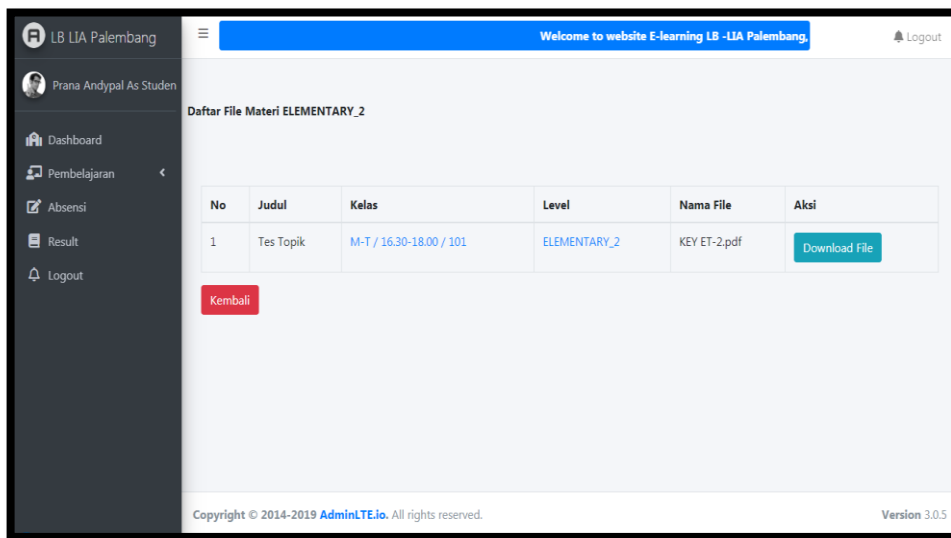 LB LIA Palembang
Welcome to website E-learning LB -LIA Palembang,
Logout
Prana Andypal As Studen
Dashboard
Pembelajaran
Absensi
Result
Logout
Daftar File Materi ELEMENTARY_2
No Judul Kelas Level Nama File Aksi
1 Tes Topik M-T / 16.30-18.00 / 101 ELEMENTARY_2 KEY ET-2.pdf Download File
Kembali
Copyright © 2014-2019 AdminLTE.io. All rights reserved.
Version 3.0.5